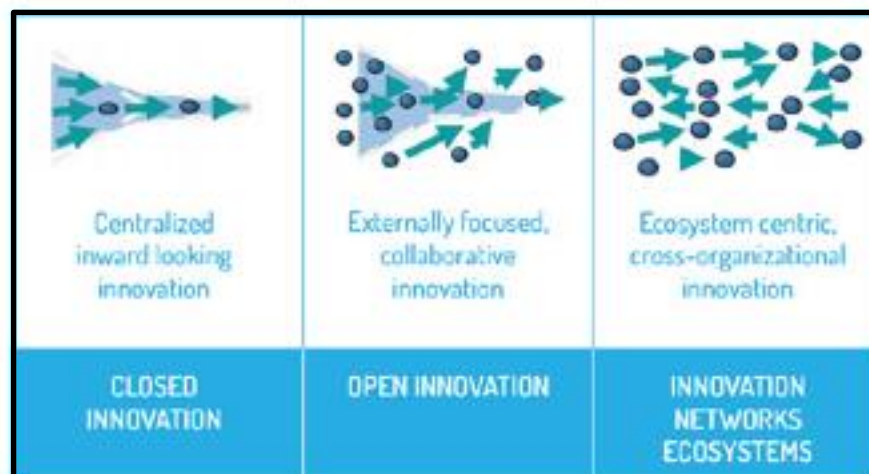 Centralized
inward looking
innovation
Externally focused,
collaborative
innovation
Ecosystem centric,
cross-organizational
innovation
CLOSED
INNOVATION
OPEN INNOVATION
INNOVATION
NETWORKS
ECOSYSTEMS